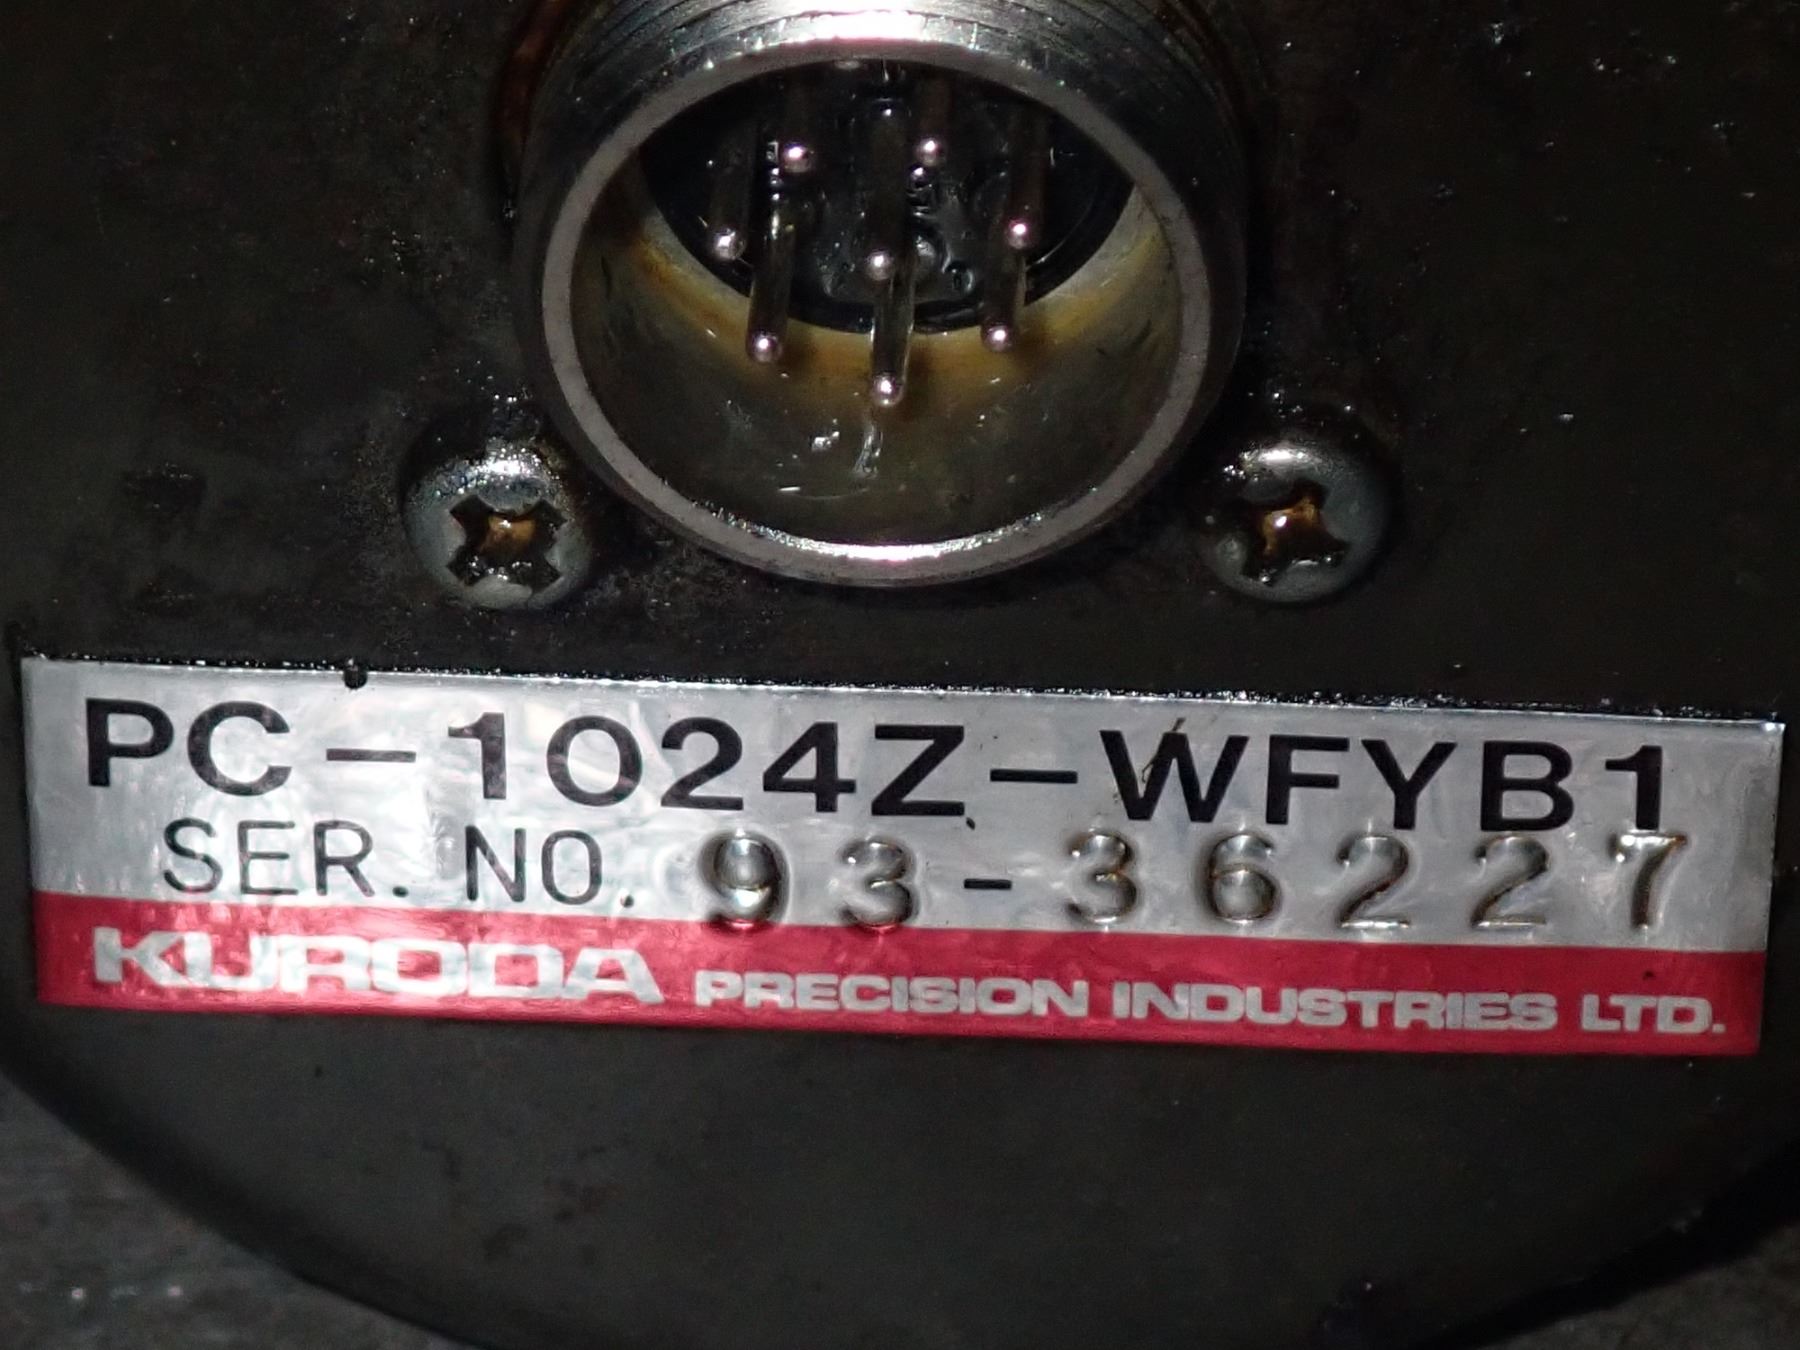 PC-1024Z-WFYB1
SER. NO. 93-36227
KURODA PRECISION INDUSTRIES LTD.